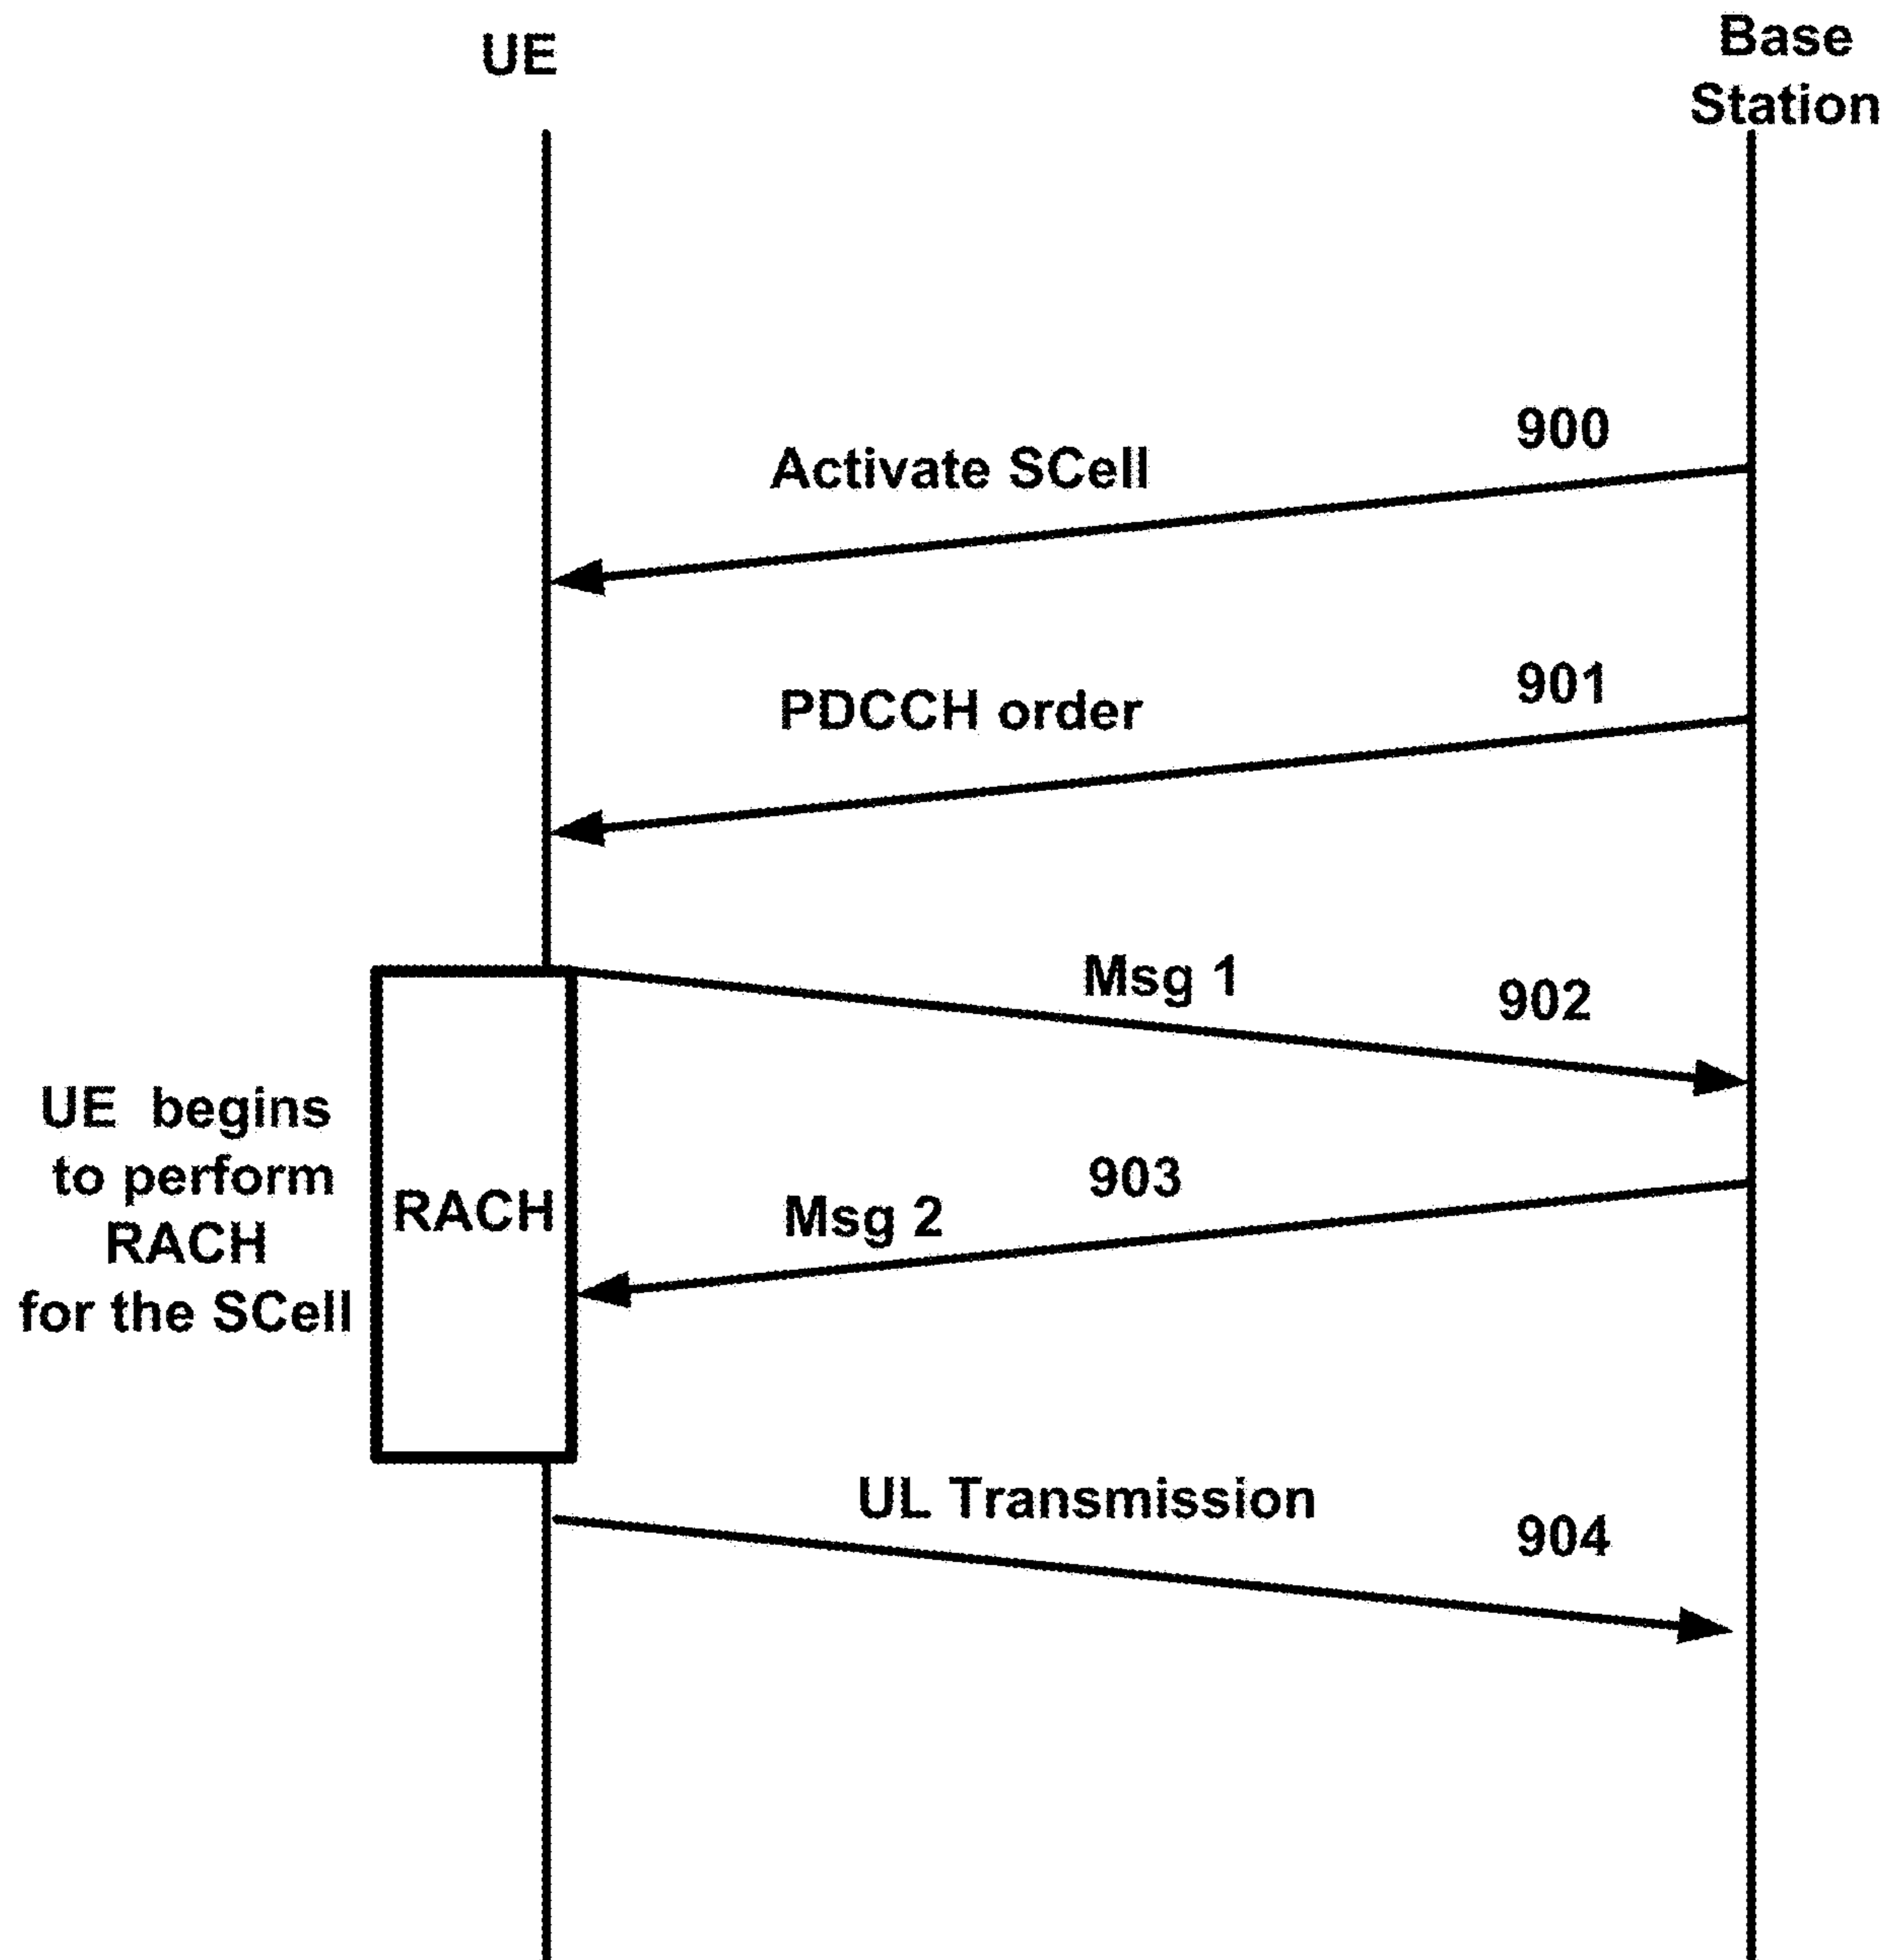 UE
Base
Station
900
Activate SCell
901
PDCCH order
Msg 1
902
UE begins
to perform
RACH
for the SCell
RACH
903
Msg 2
UL Transmission
904